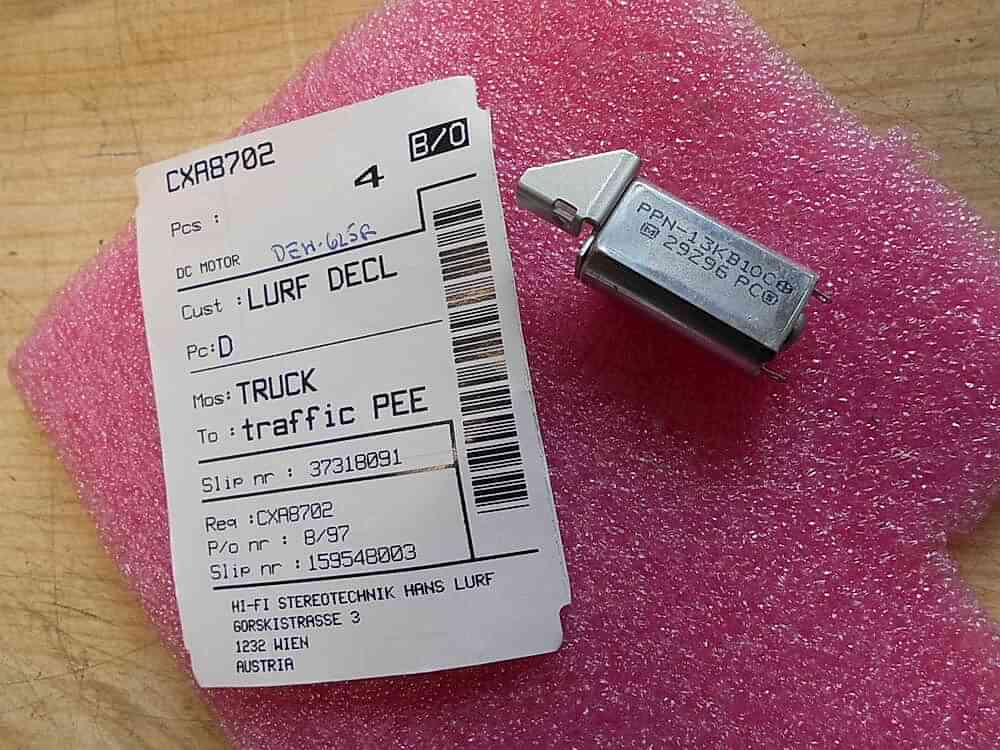 CXA8702
B/O
Pcs : 4
DC MOTOR DEH-625R
Cust :LURF DECL
Pc:D
Mos:TRUCK
To :traffic PEE
Slip nr : 37318091
Req :CXA8702
P/o nr : 8/97
Slip nr :159548003
HI-FI STEREOTECHNIK HANS LURF
GORSKISTRASSE 3
1232 WIEN
AUSTRIA
PPN-13KB10C
29Z96 PC